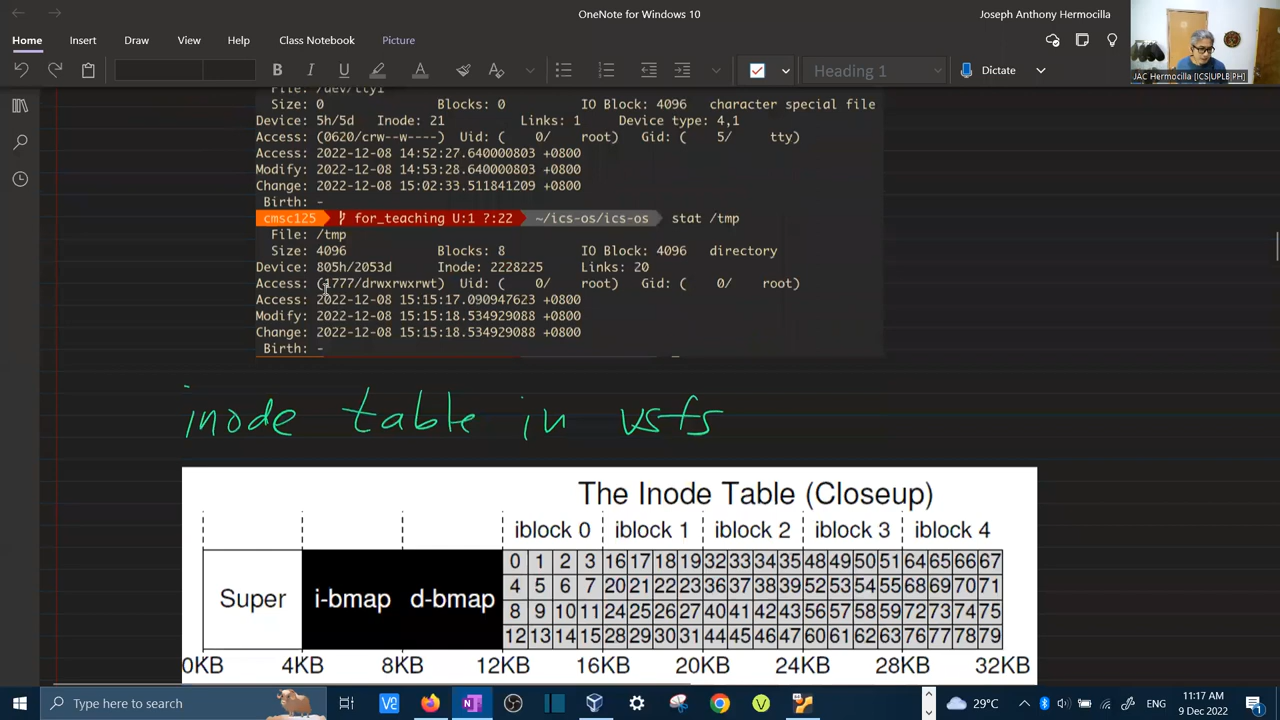 OneNote for Windows 10
Joseph Anthony Hermocilla
Home Insert Draw View Help Class Notebook Picture
Heading 1
Dictate
JAC Hermocilla [ICS|UPLB PH]
File: /dev/tty1
Size: 0 Blocks: 0 IO Block: 4096 character special file
Device: 5h/5d Inode: 21 Links: 1 Device type: 4,1
Access: (0620/crw--w----) Uid: ( 0/ root) Gid: ( 5/ tty)
Access: 2022-12-08 14:52:27.640000803 +0800
Modify: 2022-12-08 14:53:28.640000803 +0800
Change: 2022-12-08 15:02:33.511841209 +0800
Birth: -
cmsc125 for_teaching U:1 ?:22 ~/ics-os/ics-os stat /tmp
File: /tmp
Size: 4096 Blocks: 8 IO Block: 4096 directory
Device: 805h/2053d Inode: 2228225 Links: 20
Access: (1777/drwxrwxrwt) Uid: ( 0/ root) Gid: ( 0/ root)
Access: 2022-12-08 15:15:17.090947623 +0800
Modify: 2022-12-08 15:15:18.534929088 +0800
Change: 2022-12-08 15:15:18.534929088 +0800
Birth: -
inode table in vsfs
The Inode Table (Closeup)
iblock 0 iblock 1 iblock 2 iblock 3 iblock 4
0 1 2 3 16 17 18 19 32 33 34 35 48 49 50 51 64 65 66 67
4 5 6 7 20 21 22 23 36 37 38 39 52 53 54 55 68 69 70 71
Super i-bmap d-bmap
8 9 10 11 24 25 26 27 40 41 42 43 56 57 58 59 72 73 74 75
12 13 14 15 28 29 30 31 44 45 46 47 60 61 62 63 76 77 78 79
0KB 4KB 8KB 12KB 16KB 20KB 24KB 28KB 32KB
Type here to search
29°C
11:17 AM
9 Dec 2022